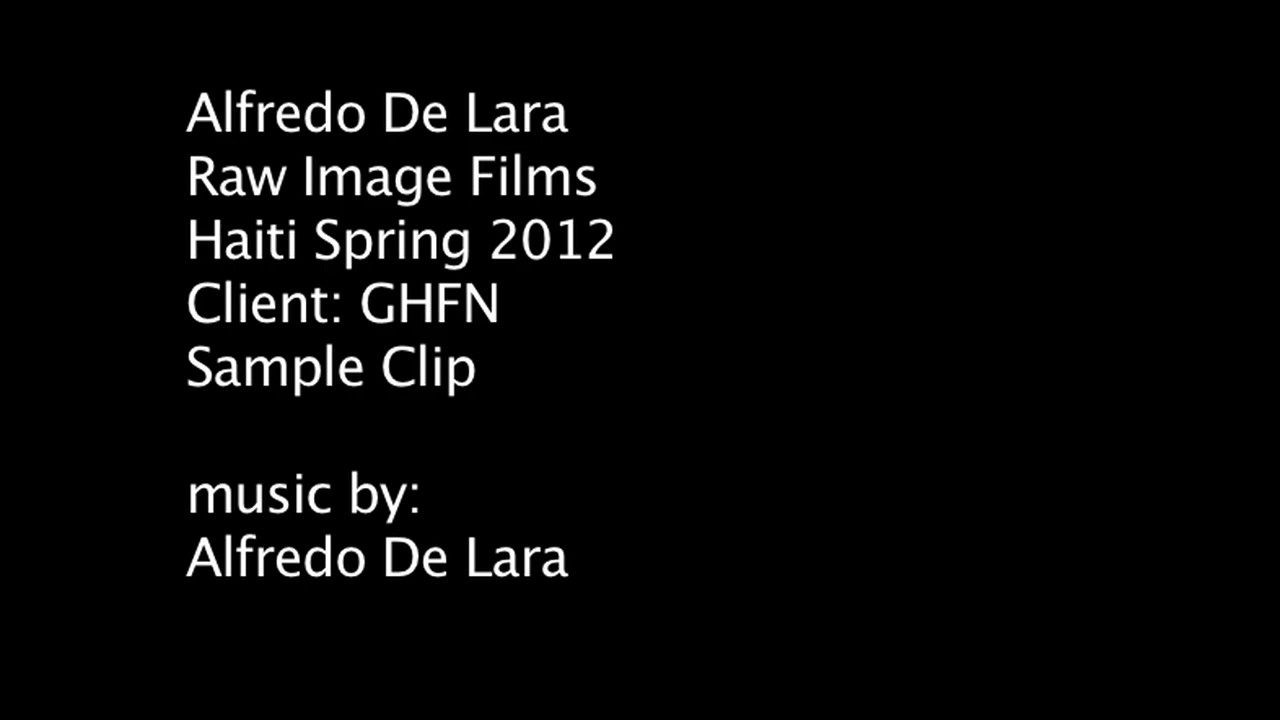 Alfredo De Lara
Raw Image Films
Haiti Spring 2012
Client: GHFN
Sample Clip
music by:
Alfredo De Lara